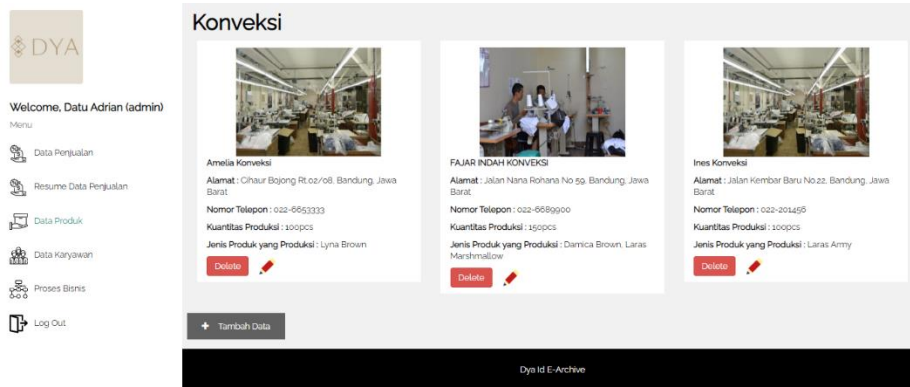 DYA
Welcome, Datu Adrian (admin)
Menu
Data Penjualan
Resume Data Penjualan
Data Produk
Data Karyawan
Proses Bisnis
Log Out
Konveksi
Amelia Konveksi
Alamat : Cihaur Bojong Rt.02/08, Bandung, Jawa
Barat
Nomor Telepon : 022-6653333
Kuantitas Produksi : 100pcs
Jenis Produk yang Produksi : Lyna Brown
Delete
FAJAR INDAH KONVEKSI
Alamat : Jalan Nana Rohana No 59, Bandung, Jawa
Barat
Nomor Telepon : 022-6689900
Kuantitas Produksi : 150pcs
Jenis Produk yang Produksi : Damica Brown, Laras
Marshmallow
Delete
Ines Konveksi
Alamat : Jalan Kembar Baru No.22, Bandung, Jawa
Barat
Nomor Telepon : 022-201456
Kuantitas Produksi : 100pcs
Jenis Produk yang Produksi : Laras Army
Delete
+ Tambah Data
Dya Id E-Archive